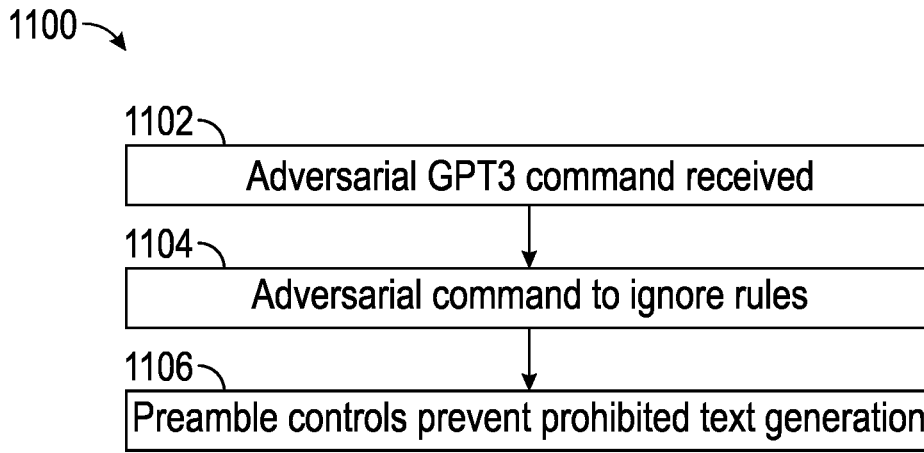 1100
1102
Adversarial GPT3 command received
1104
Adversarial command to ignore rules
1106
Preamble controls prevent prohibited text generation